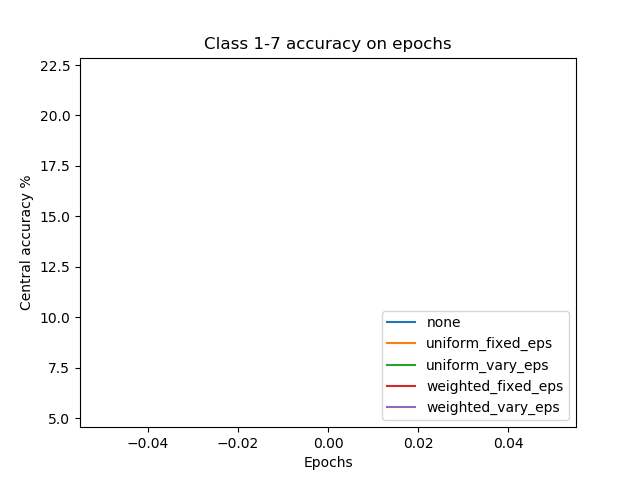 Class 1-7 accuracy on epochs
22.5
20.0
17.5
15.0
12.5
10.0
7.5
5.0
Central accuracy %
none
uniform_fixed_eps
uniform_vary_eps
weighted_fixed_eps
weighted_vary_eps
−0.04 −0.02 0.00 0.02 0.04
Epochs